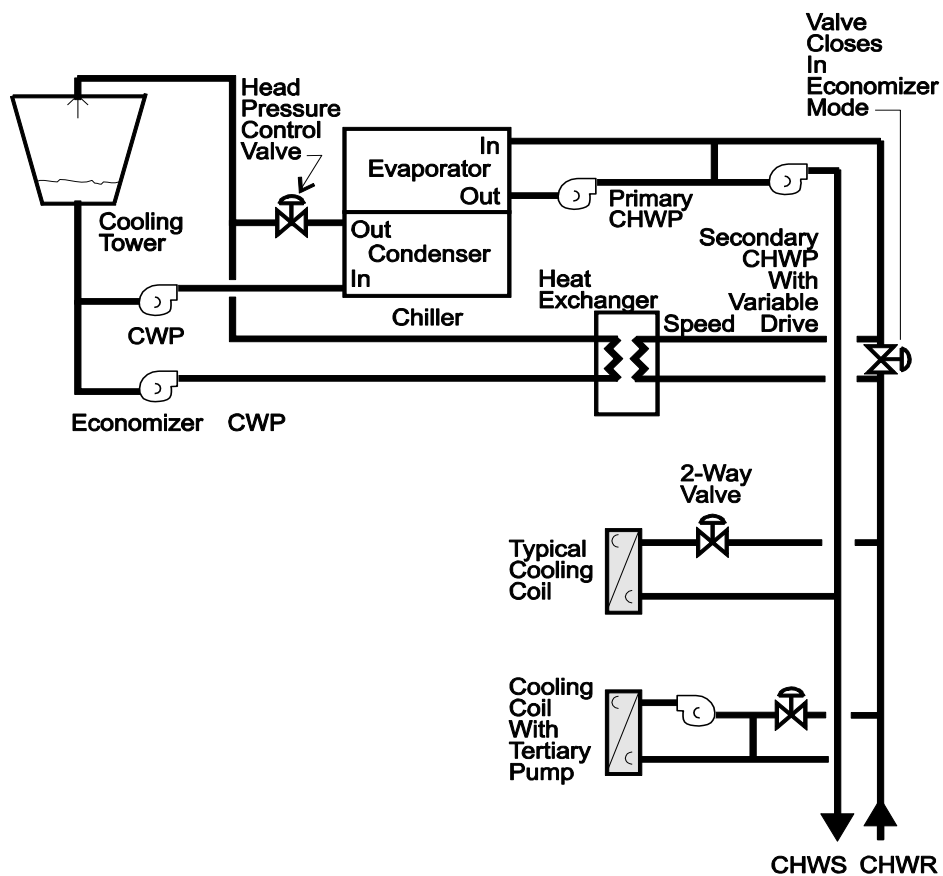 Valve
Closes
In
Economizer
Mode
Head
Pressure
Control
Valve
In
Evaporator
Out
Primary
CHWP
Cooling
Tower
Out
Condenser
In
Secondary
CHWP
With
Variable
Speed Drive
Heat
Exchanger
Chiller
CWP
Economizer CWP
2-Way
Valve
Typical
Cooling
Coil
Cooling
Coil
With
Tertiary
Pump
CHWS CHWR